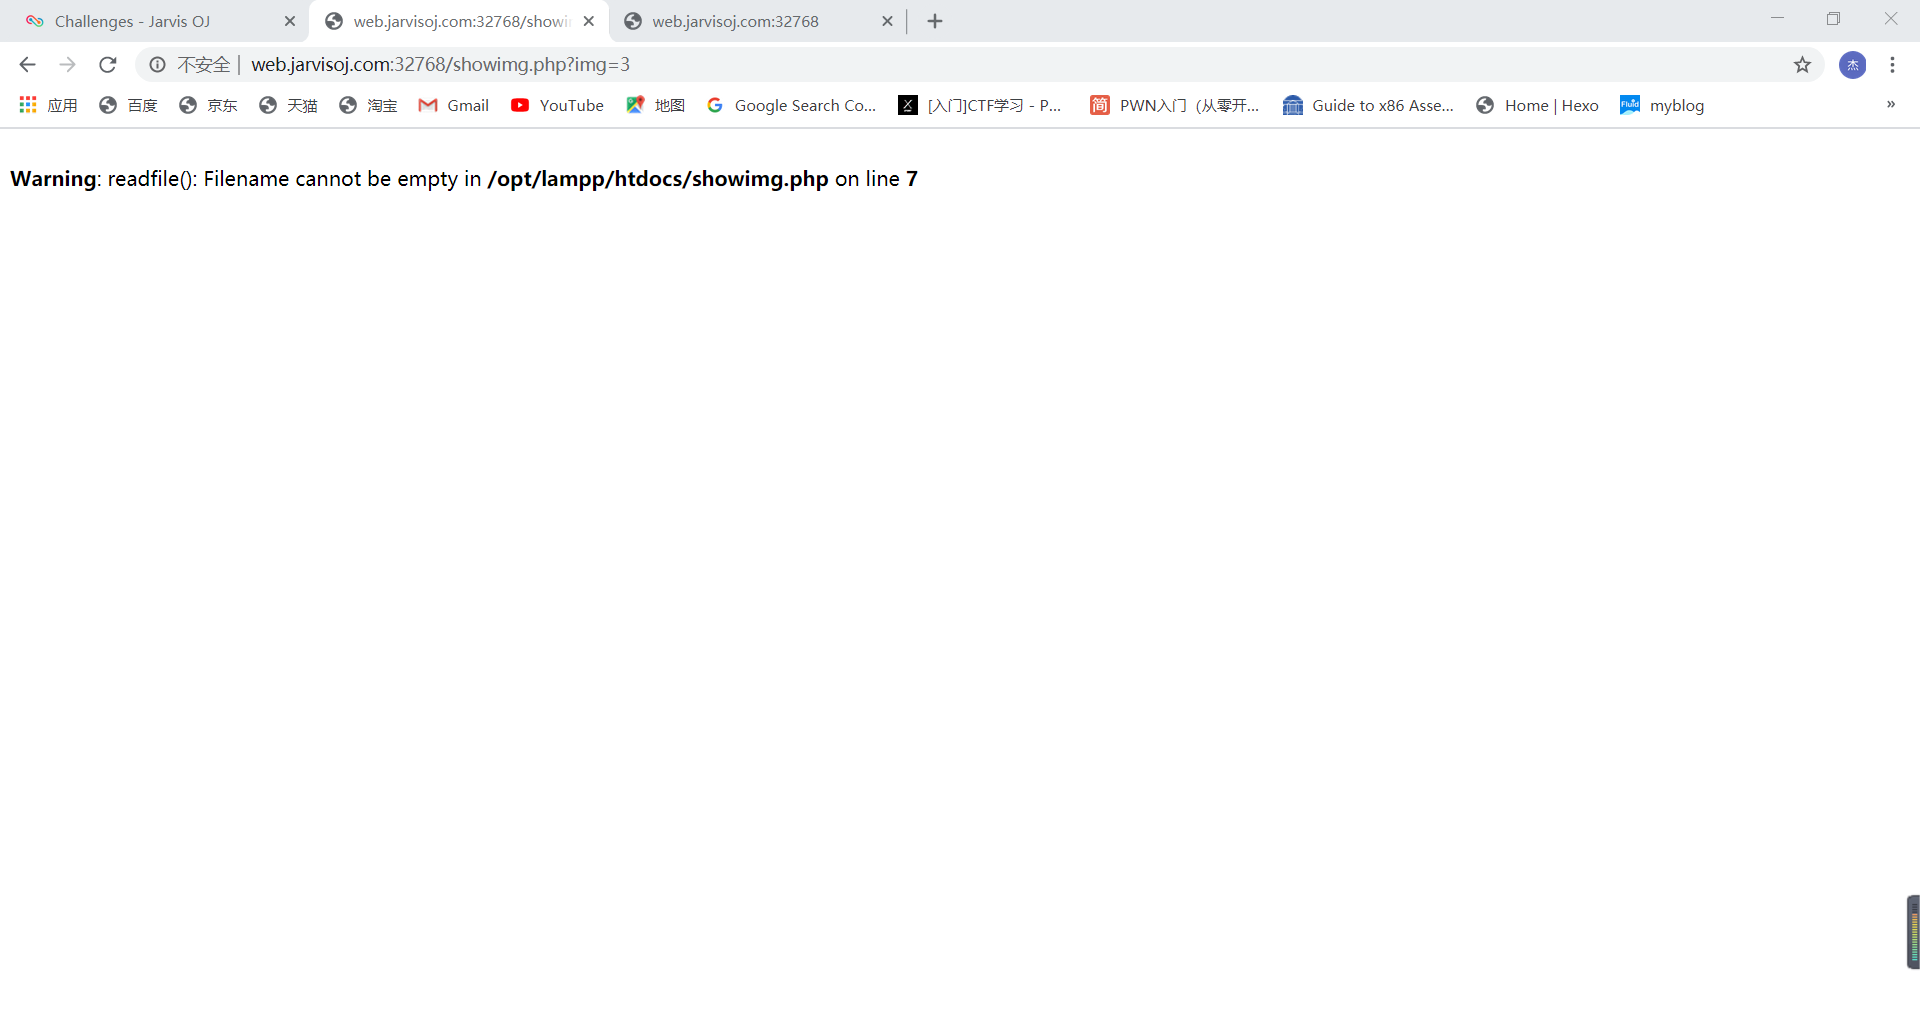 Challenges - Jarvis OJ
web.jarvisoj.com:32768/showi
web.jarvisoj.com:32768
不安全 | web.jarvisoj.com:32768/showimg.php?img=3
杰
应用 百度 京东 天猫 淘宝 Gmail YouTube 地图 Google Search Co... [入门]CTF学习 - P... 简 PWN入门（从零开... Guide to x86 Asse... Home | Hexo Fluid myblog »
Warning: readfile(): Filename cannot be empty in /opt/lampp/htdocs/showimg.php on line 7